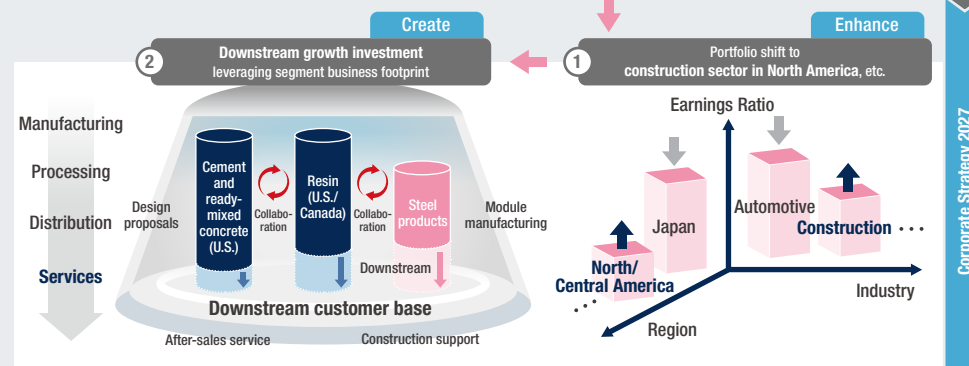 Create
2
Downstream growth investment
leveraging segment business footprint
Enhance
1
Portfolio shift to
construction sector in North America, etc.
Manufacturing
Processing
Distribution
Services
Design
proposals
Cement
and
ready-
mixed
concrete
(U.S.)
Collabo-
ration
Resin
(U.S./
Canada)
Collabo-
ration
Steel
products
Module
manufacturing
Downstream
Downstream customer base
After-sales service
Construction support
Earnings Ratio
Japan
Automotive
Construction
...
North/
Central America
...
Region
Industry
Corporate Strategy 2027